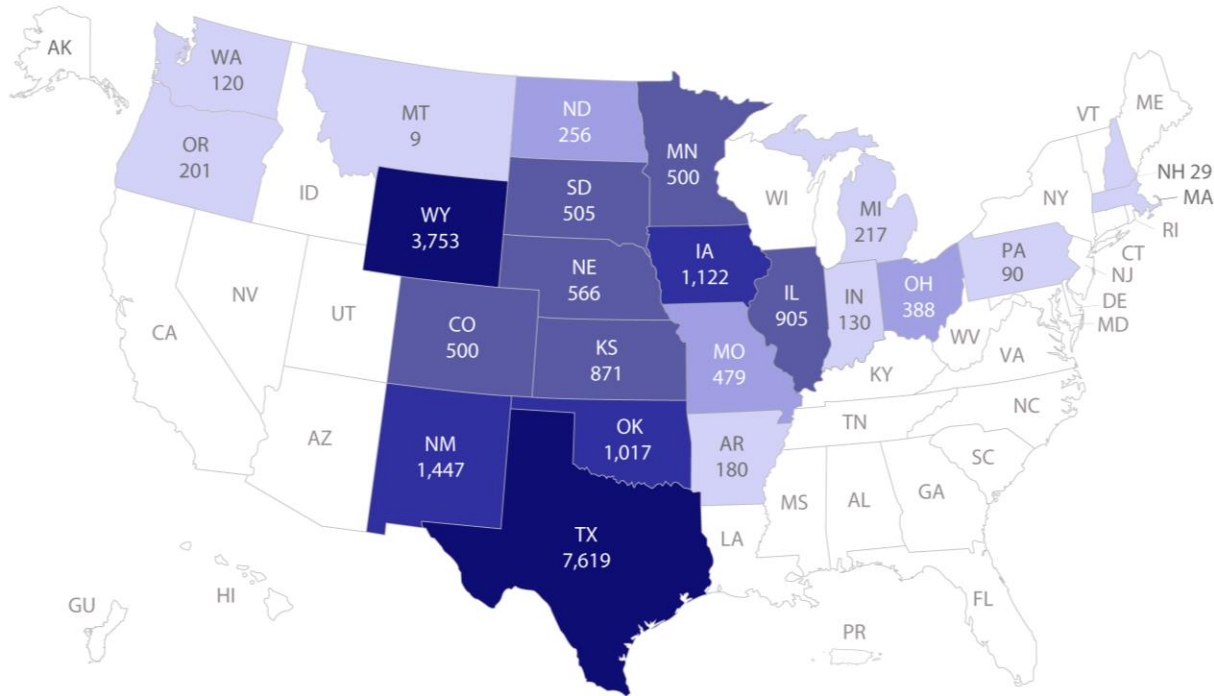 AK
WA
120
OR
201
MT
9
ID
WY
3,753
ND
256
SD
505
NE
566
MN
500
IA
1,122
WI
IL
905
MI
217
IN
130
OH
388
PA
90
NY
VT
ME
NH 29
MA
RI
CT
NJ
DE
MD
WV
VA
KY
NC
TN
SC
GA
AL
MS
LA
FL
AR
180
MO
479
KS
871
OK
1,017
TX
7,619
NM
1,447
CO
500
UT
NV
CA
AZ
HI
GU
PR